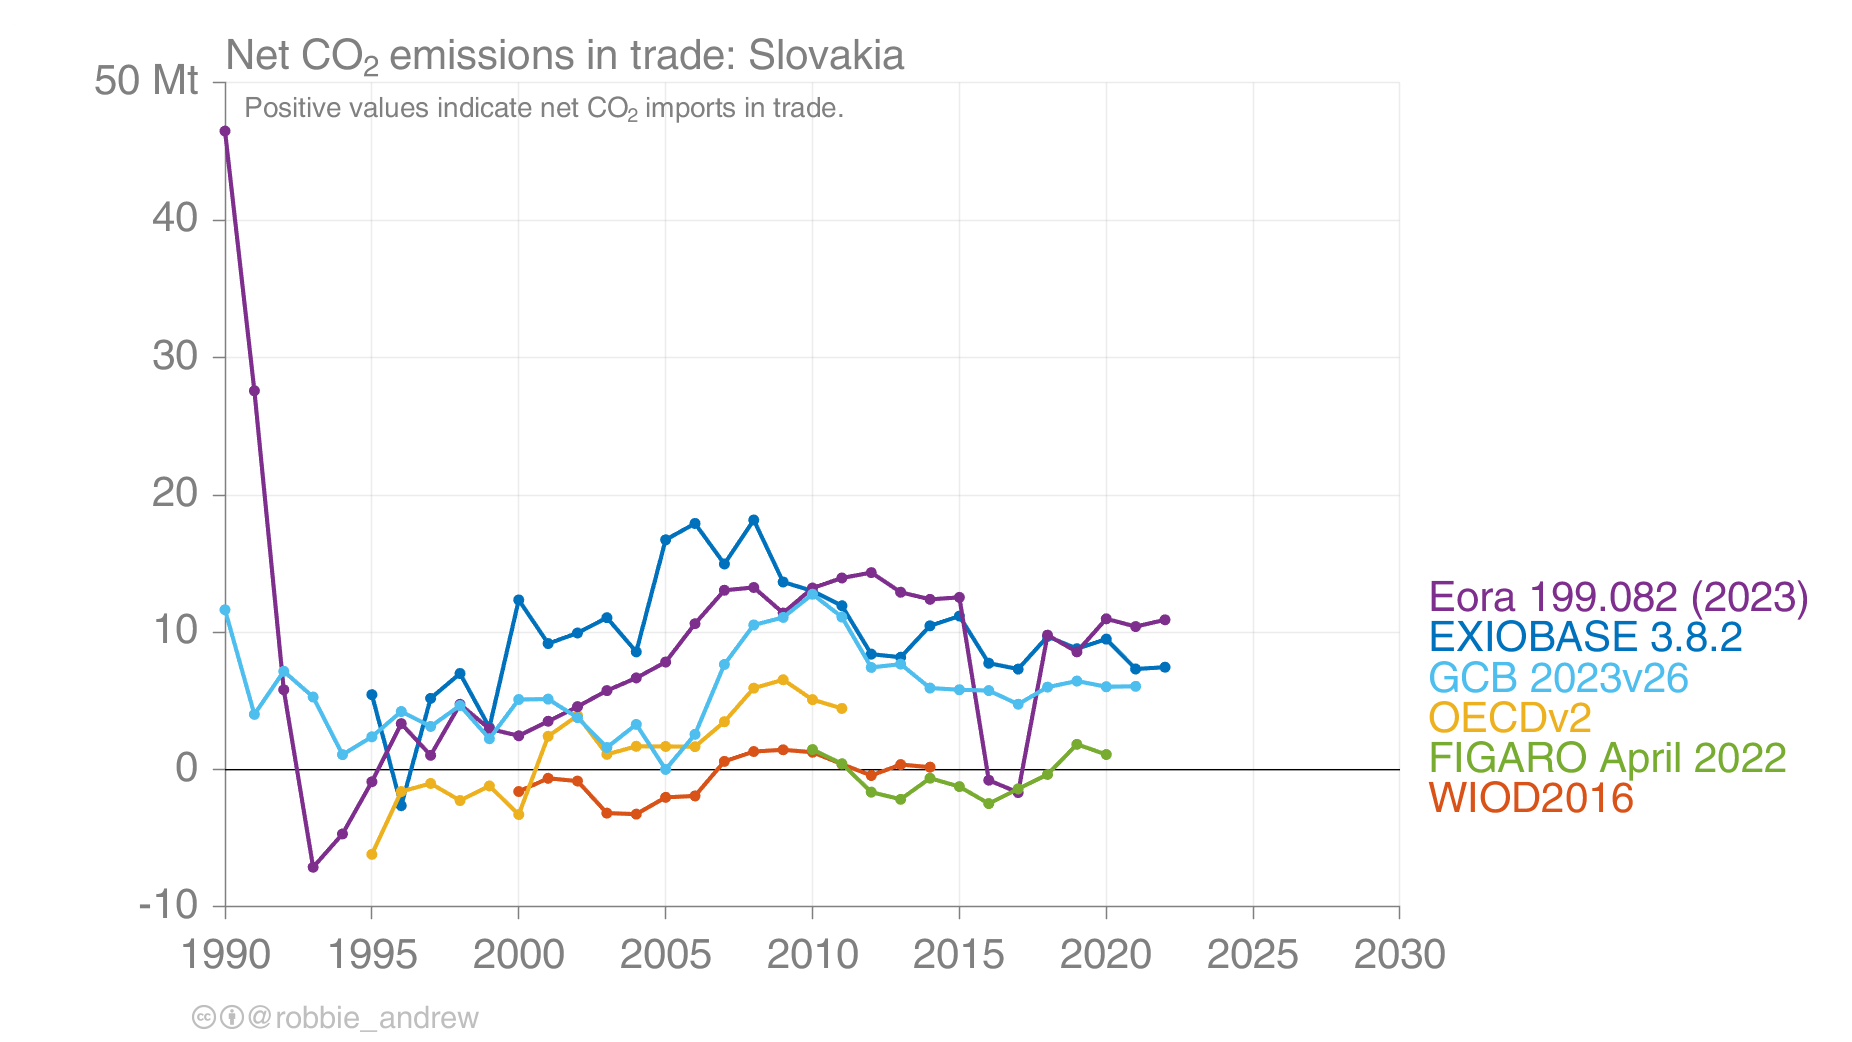 Net CO₂ emissions in trade: Slovakia
50 Mt
Positive values indicate net CO₂ imports in trade.
40
30
20
10
0
-10
1990 1995 2000 2005 2010 2015 2020 2025 2030
Eora 199.082 (2023)
EXIOBASE 3.8.2
GCB 2023v26
OECDv2
FIGARO April 2022
WIOD2016
@robbie_andrew